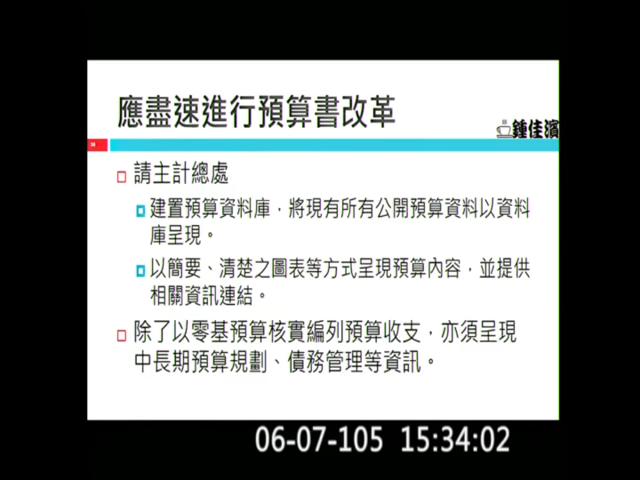 應盡速進行預算書改革
鍾佳濱
請主計總處
建置預算資料庫，將現有所有公開預算資料以資料
庫呈現。
以簡要、清楚之圖表等方式呈現預算內容，並提供
相關資訊連結。
除了以零基預算核實編列預算收支，亦須呈現
中長期預算規劃、債務管理等資訊。
06-07-105 15:34:02